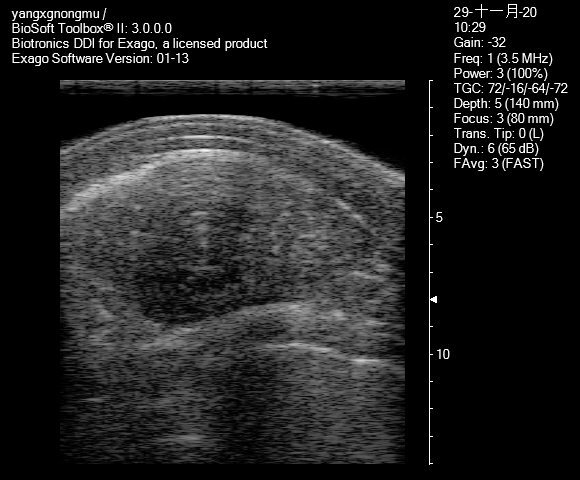 yangxgnongmu /
BioSoft Toolbox® II: 3.0.0.0
Biotronics DDI for Exago, a licensed product
Exago Software Version: 01-13
29-十一月-20
10:29
Gain: -32
Freq: 1 (3.5 MHz)
Power: 3 (100%)
TGC: 72/-16/-64/-72
Depth: 5 (140 mm)
Focus: 3 (80 mm)
Trans. Tip: 0 (L)
Dyn.: 6 (65 dB)
FAvg: 3 (FAST)
5
10